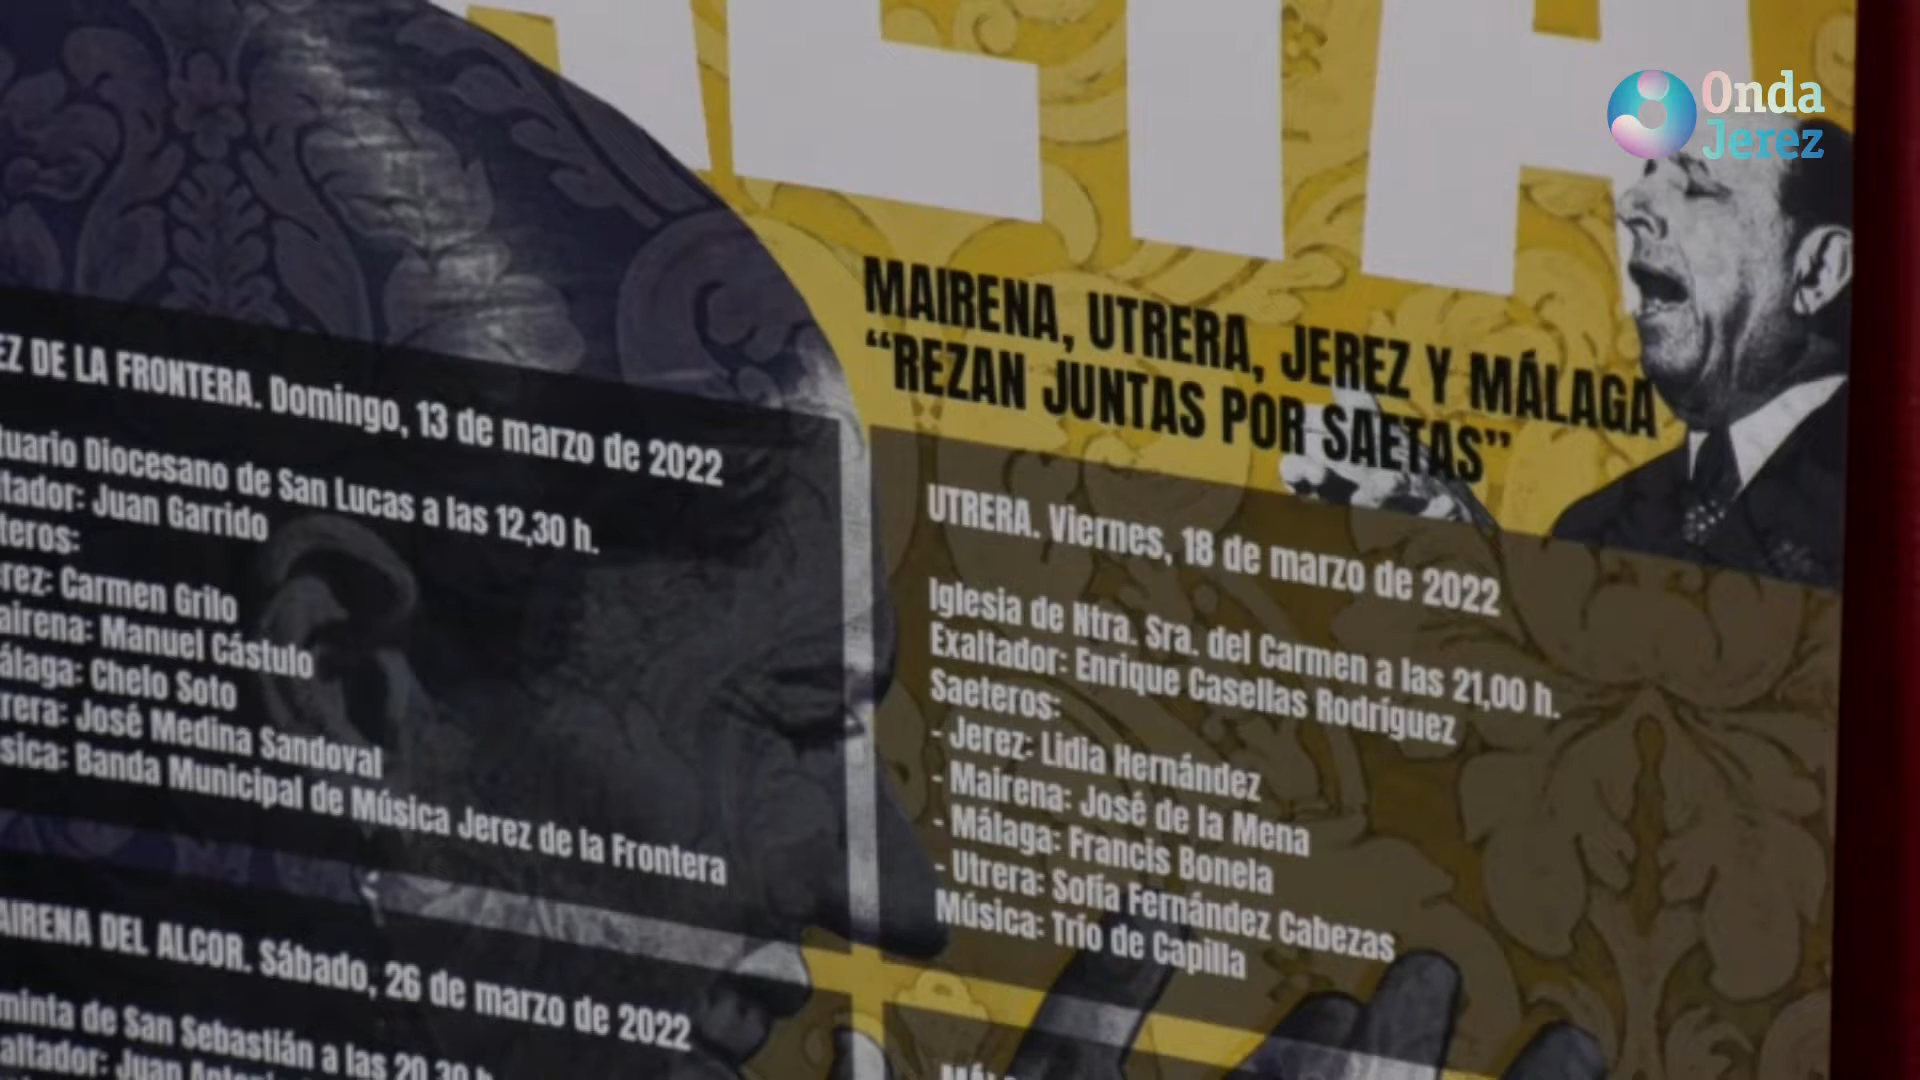 Onda
Jerez
MAIRENA, UTRERA, JEREZ Y MÁLAGA
“REZAN JUNTAS POR SAETAS”
DE LA FRONTERA. Domingo, 13 de marzo de 2022
Diocesano de San Lucas a las 12,30 h.
Juan Garrido
Carmen Grilo
Manuel Cástulo
Chelo Soto
José Medina Sandoval
Banda Municipal de Música Jerez de la Frontera
UTRERA. Viernes, 18 de marzo de 2022
Iglesia de Ntra. Sra. del Carmen a las 21,00 h.
Exaltador: Enrique Casellas Rodríguez
Saeteros:
- Jerez: Lidia Hernández
- Mairena: José de la Mena
- Málaga: Francis Bonela
- Utrera: Sofía Fernández Cabezas
Música: Trío de Capilla
AIRENA DEL ALCOR. Sábado, 26 de marzo de 2022
de San Sebastián a las 20,30 h
Juan